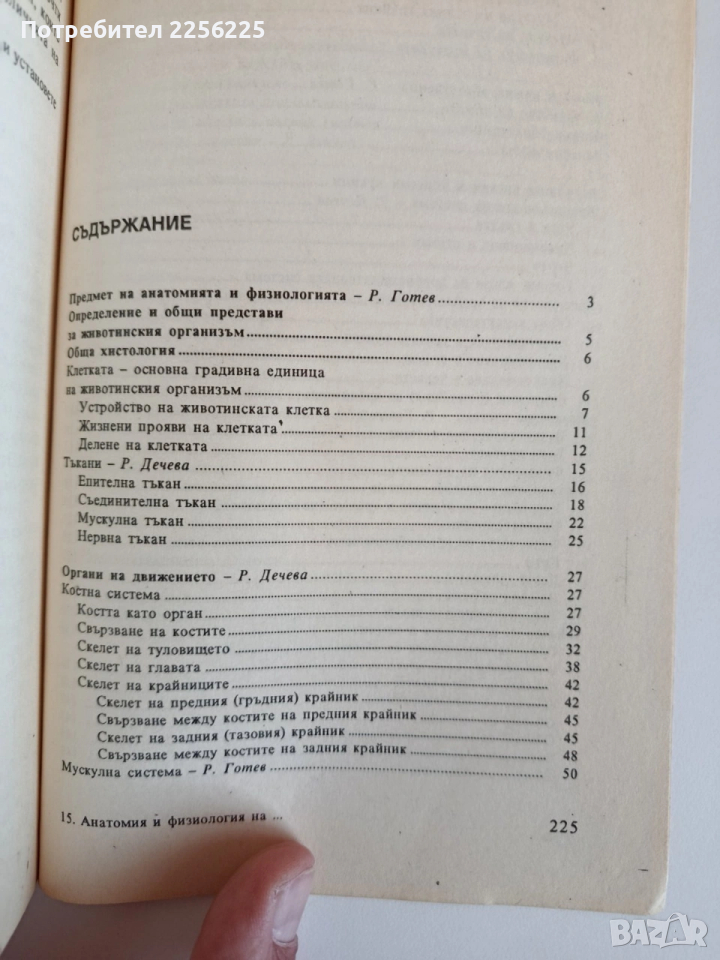 Потребител 2256225
личната на
и установете
СЪДЪРЖАНИЕ
Предмет на анатомията и физиологията – Р. Готев 3
Определение и общи представи
за животинския организъм 5
Обща хистология 6
Клетката – основна градивна единица
на животинския организъм 6
Устройство на животинската клетка 7
Жизнени прояви на клетката 11
Делене на клетката 12
Тъкани – Р. Дечева 15
Епителна тъкан 16
Съединителна тъкан 18
Мускулна тъкан 22
Нервна тъкан 25
Органи на движението – Р. Дечева 27
Костна система 27
Костта като орган 27
Свързване на костите 29
Скелет на туловището 32
Скелет на главата 38
Скелет на крайниците 42
Скелет на предния (гръдния) крайник 42
Свързване между костите на предния крайник 45
Скелет на задния (тазовия) крайник 45
Свързване между костите на задния крайник 48
Мускулна система – Р. Готев 50
15. Анатомия и физиология на ... 225
BAZAR